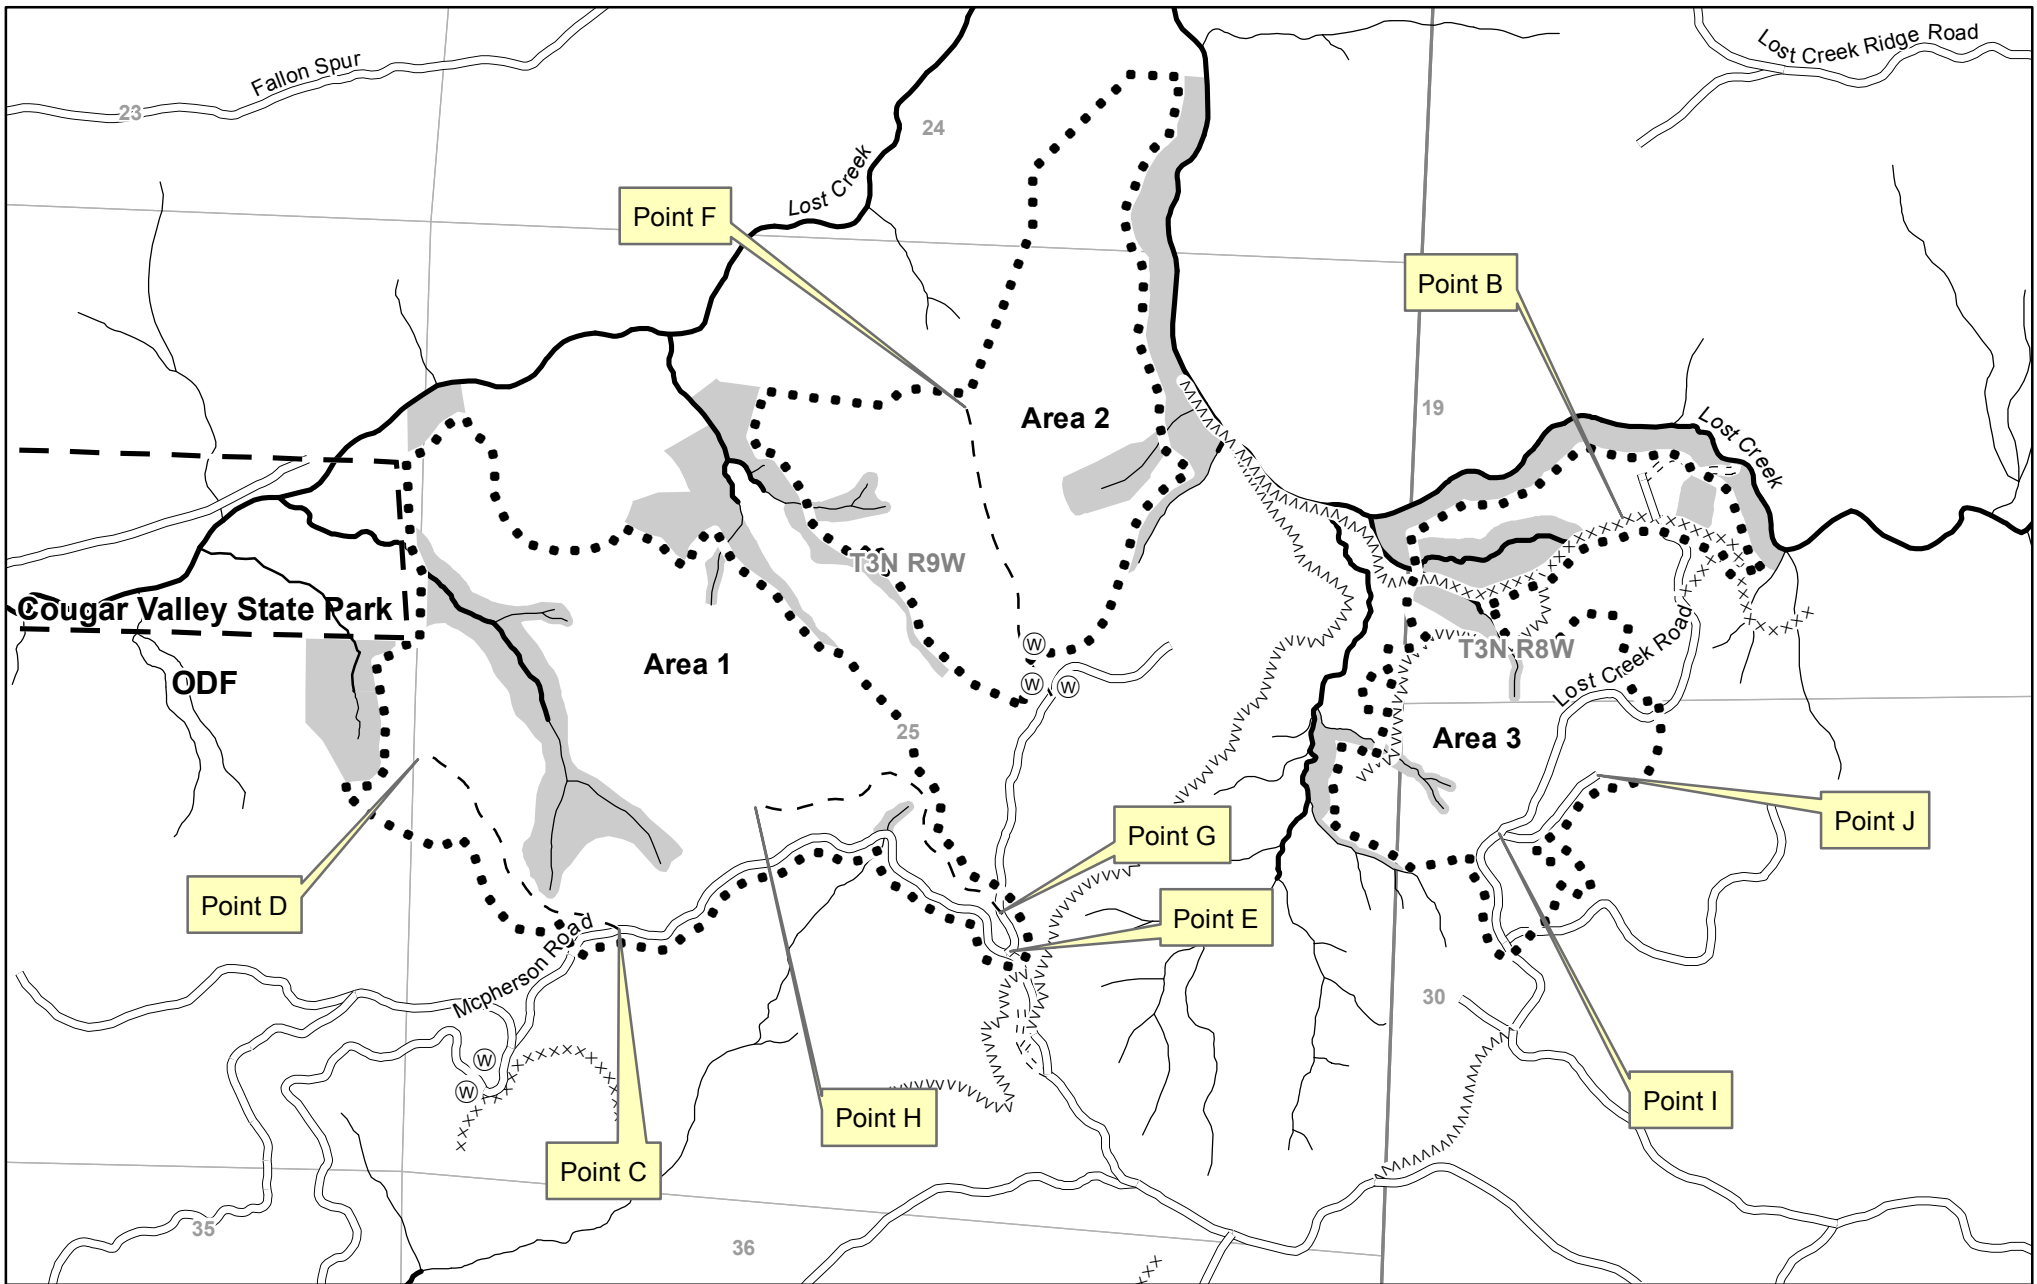 Lost Creek Ridge Road
Fallon Spur
23
24
Lost Creek
Point F
Point B
19
Area 2
Lost Creek
T3N R9W
Cougar Valley State Park
W
Area 1
T3N R8W
Lost Creek Road
ODF
W
W
25
Area 3
Point J
Point G
Point D
Point E
Mcpherson Road
30
W
W
Point I
Point H
Point C
35
36